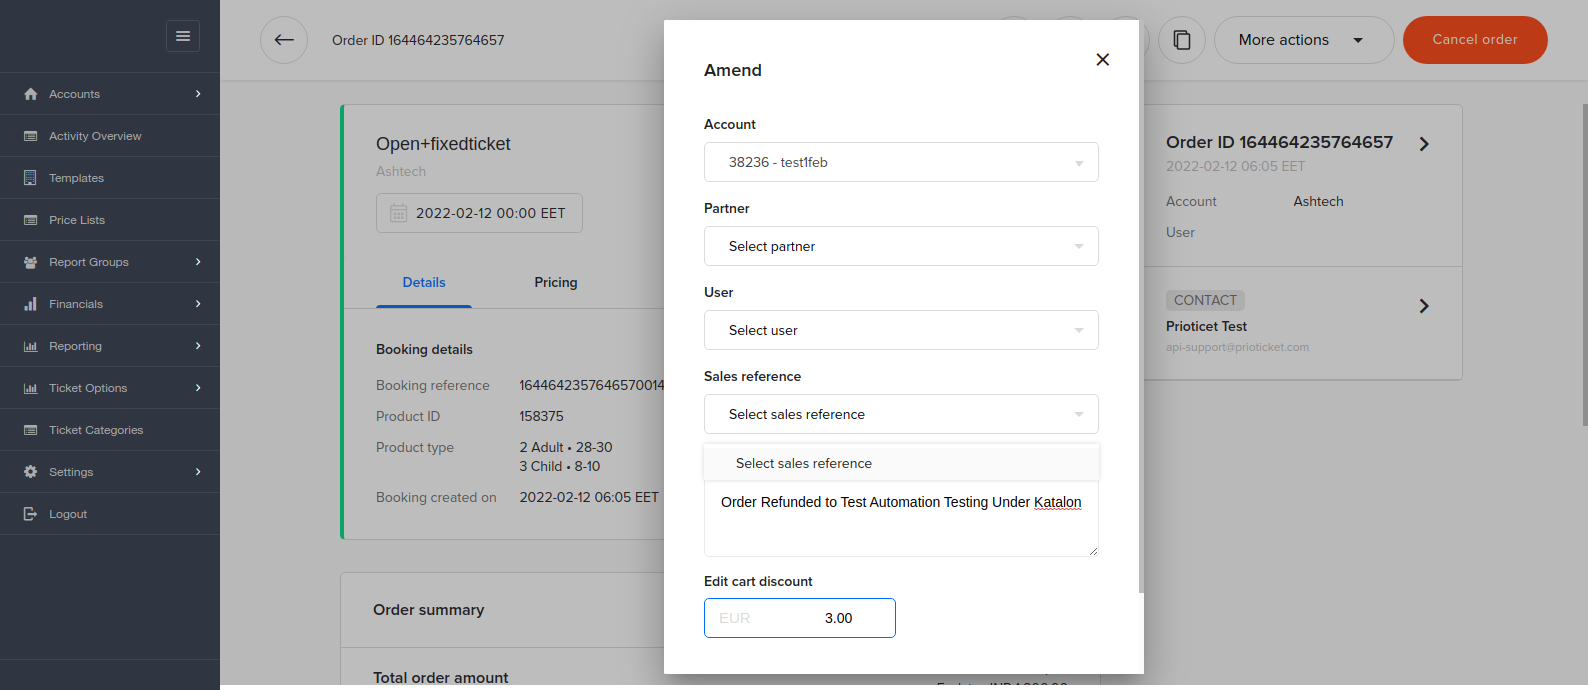 Accounts
Activity Overview
Templates
Price Lists
Report Groups
Financials
Reporting
Ticket Options
Ticket Categories
Settings
Logout
Order ID 164464235764657
More actions
Cancel order
Open+fixedticket
Ashtech
2022-02-12 00:00 EET
Details
Pricing
Booking details
Booking reference 1644642357646570014
Product ID 158375
Product type 2 Adult • 28-30
3 Child • 8-10
Booking created on 2022-02-12 06:05 EET
Order summary
Total order amount
Amend
Account
38236 - test1feb
Partner
Select partner
User
Select user
Sales reference
Select sales reference
Select sales reference
Order Refunded to Test Automation Testing Under Katalon
Edit cart discount
EUR 3.00
Order ID 164464235764657
2022-02-12 06:05 EET
Account Ashtech
User
CONTACT
Prioticet Test
api-support@prioticket.com